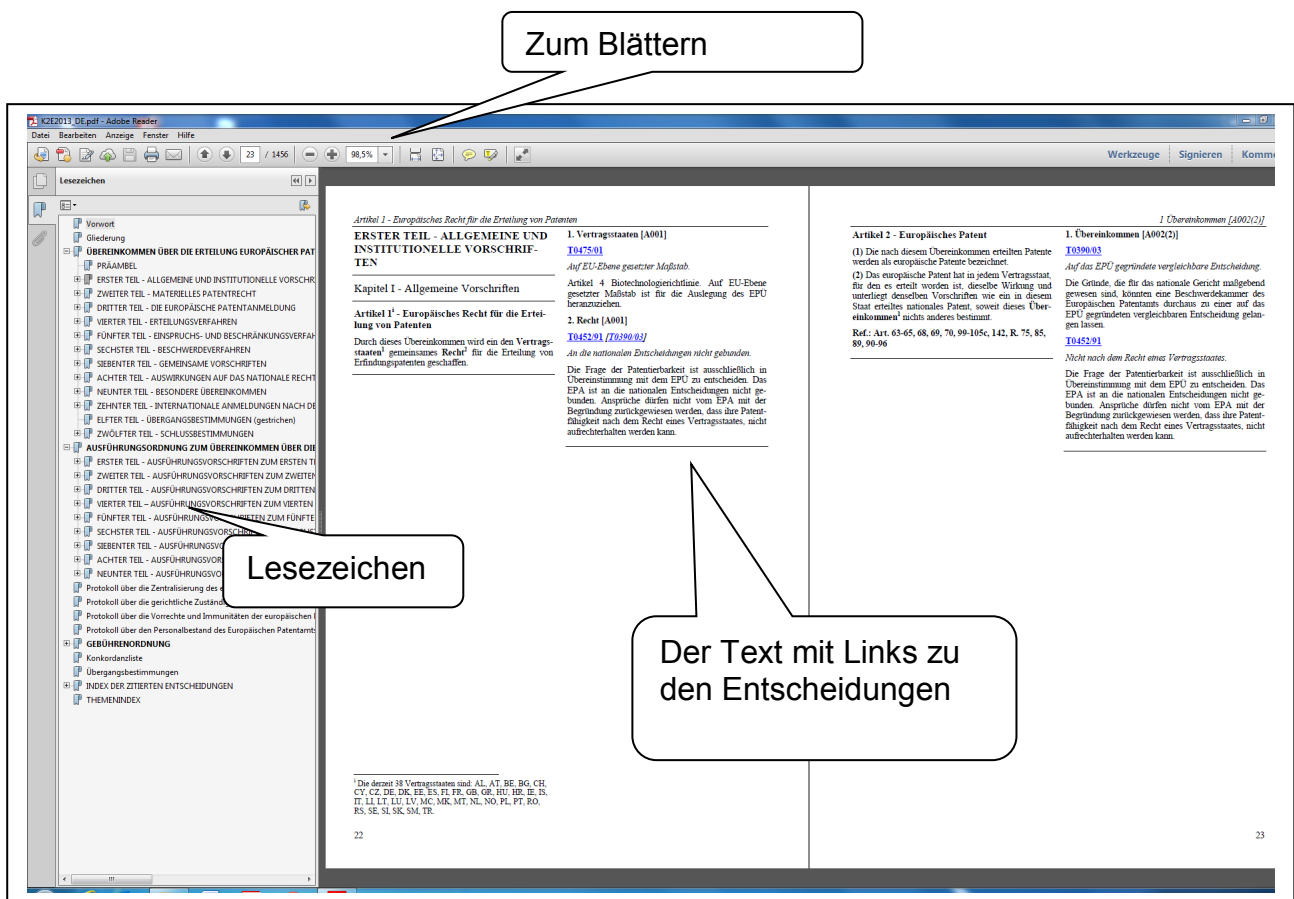 Zum Blättern
K2E2013_DE.pdf - Adobe Reader
Datei Bearbeiten Anzeige Fenster Hilfe
23 / 1456 98,5% Werkzeuge Signieren Komme
Lesezeichen
Vorwort
Gliederung
ÜBEREINKOMMEN ÜBER DIE ERTEILUNG EUROPÄISCHER PAT
PRÄAMBEL
ERSTER TEIL - ALLGEMEINE UND INSTITUTIONELLE VORSCHR
ZWEITER TEIL - MATERIELLES PATENTRECHT
DRITTER TEIL - DIE EUROPÄISCHE PATENTANMELDUNG
VIERTER TEIL - ERTEILUNGSVERFAHREN
FÜNFTER TEIL - EINSPRUCHS- UND BESCHRÄNKUNGSVERFAH
SECHSTER TEIL - BESCHWERDEVERFAHREN
SIEBENTER TEIL - GEMEINSAME VORSCHRIFTEN
ACHTER TEIL - AUSWIRKUNGEN AUF DAS NATIONALE RECHT
NEUNTER TEIL - BESONDERE ÜBEREINKOMMEN
ZEHNTER TEIL - INTERNATIONALE ANMELDUNGEN NACH DE
ELFTER TEIL - ÜBERGANGSBESTIMMUNGEN (gestrichen)
ZWÖLFTER TEIL - SCHLUSSBESTIMMUNGEN
AUSFÜHRUNGSORDNUNG ZUM ÜBEREINKOMMEN ÜBER DIE
ERSTER TEIL - AUSFÜHRUNGSVORSCHRIFTEN ZUM ERSTEN TE
ZWEITER TEIL - AUSFÜHRUNGSVORSCHRIFTEN ZUM ZWEITEN
DRITTER TEIL - AUSFÜHRUNGSVORSCHRIFTEN ZUM DRITTEN
VIERTER TEIL – AUSFÜHRUNGSVORSCHRIFTEN ZUM VIERTEN
FÜNFTER TEIL - AUSFÜHRUNGSVORSCHRIFTEN ZUM FÜNFTE
SECHSTER TEIL - AUSFÜHRUNGSVORSCHR
SIEBENTER TEIL - AUSFÜHRUNGSVO
ACHTER TEIL - AUSFÜHRUNGSVOR
NEUNTER TEIL - AUSFÜHRUNGSVO
Protokoll über die Zentralisierung des e
Protokoll über die gerichtliche Zuständig
Protokoll über die Vorrechte und Immunitäten der europäischen
Protokoll über den Personalbestand des Europäischen Patentamts
GEBÜHRENORDNUNG
Konkordanzliste
Übergangsbestimmungen
INDEX DER ZITIERTEN ENTSCHEIDUNGEN
THEMENINDEX
Lesezeichen
Artikel 1 - Europäisches Recht für die Erteilung von Patenten
ERSTER TEIL - ALLGEMEINE UND
INSTITUTIONELLE VORSCHRIF-
TEN
Kapitel I - Allgemeine Vorschriften
Artikel 1¹ - Europäisches Recht für die Ertei-
lung von Patenten
Durch dieses Übereinkommen wird ein den Vertrags-
staaten¹ gemeinsames Recht² für die Erteilung von
Erfindungspatenten geschaffen.
1. Vertragsstaaten [A001]
T0475/01
Auf EU-Ebene gesetzter Maßstab.
Artikel 4 Biotechnologierichtlinie. Auf EU-Ebene
gesetzter Maßstab ist für die Auslegung des EPÜ
heranzuziehen.
2. Recht [A001]
T0452/91 [T0390/03]
An die nationalen Entscheidungen nicht gebunden.
Die Frage der Patentierbarkeit ist ausschließlich in
Übereinstimmung mit dem EPÜ zu entscheiden. Das
EPA ist an die nationalen Entscheidungen nicht ge-
bunden. Ansprüche dürfen nicht vom EPA mit der
Begründung zurückgewiesen werden, dass ihre Patent-
fähigkeit nach dem Recht eines Vertragsstaates, nicht
aufrechterhalten werden kann.
¹ Die derzeit 38 Vertragsstaaten sind: AL, AT, BE, BG, CH,
CY, CZ, DE, DK, EE, ES, FI, FR, GB, GR, HU, HR, IE, IS,
IT, LI, LT, LU, LV, MC, MK, MT, NL, NO, PL, PT, RO,
RS, SE, SI, SK, SM, TR.
22
1 Übereinkommen [A002(2)]
Artikel 2 - Europäisches Patent
(1) Die nach diesem Übereinkommen erteilten Patente
werden als europäische Patente bezeichnet.
(2) Das europäische Patent hat in jedem Vertragsstaat,
für den es erteilt worden ist, dieselbe Wirkung und
unterliegt denselben Vorschriften wie ein in diesem
Staat erteiltes nationales Patent, soweit dieses Über-
einkommen¹ nichts anderes bestimmt.
Ref.: Art. 63-65, 68, 69, 70, 99-105c, 142, R. 75, 85,
89, 90-96
1. Übereinkommen [A002(2)]
T0390/03
Auf das EPÜ gegründete vergleichbare Entscheidung.
Die Gründe, die für das nationale Gericht maßgebend
gewesen sind, könnten eine Beschwerdekammer des
Europäischen Patentamts durchaus zu einer auf das
EPÜ gegründeten vergleichbaren Entscheidung gelan-
gen lassen.
T0452/91
Nicht nach dem Recht eines Vertragsstaates.
Die Frage der Patentierbarkeit ist ausschließlich in
Übereinstimmung mit dem EPÜ zu entscheiden. Das
EPA ist an die nationalen Entscheidungen nicht ge-
bunden. Ansprüche dürfen nicht vom EPA mit der
Begründung zurückgewiesen werden, dass ihre Patent-
fähigkeit nach dem Recht eines Vertragsstaates, nicht
aufrechterhalten werden kann.
23
Der Text mit Links zu
den Entscheidungen